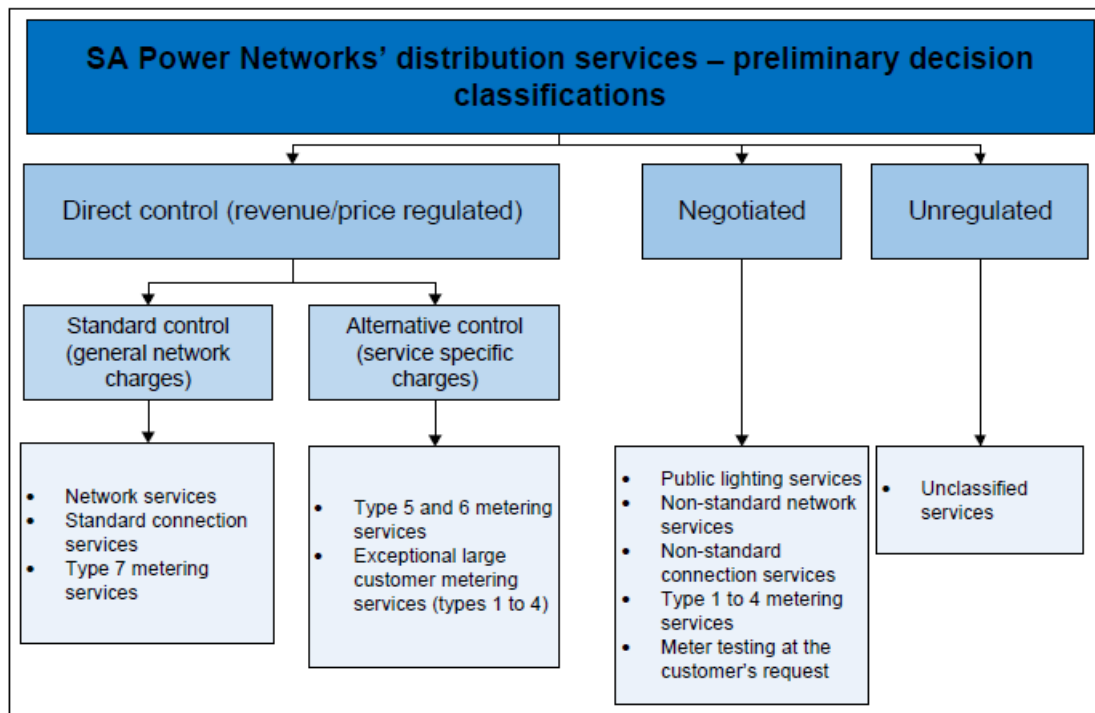 SA Power Networks’ distribution services – preliminary decision
classifications
Direct control (revenue/price regulated)
Negotiated
Unregulated
Standard control
(general network
charges)
Alternative control
(service specific
charges)
• Network services
• Standard connection
services
• Type 7 metering
services
• Type 5 and 6 metering
services
• Exceptional large
customer metering
services (types 1 to 4)
• Public lighting services
• Non-standard network
services
• Non-standard
connection services
• Type 1 to 4 metering
services
• Meter testing at the
customer’s request
• Unclassified
services